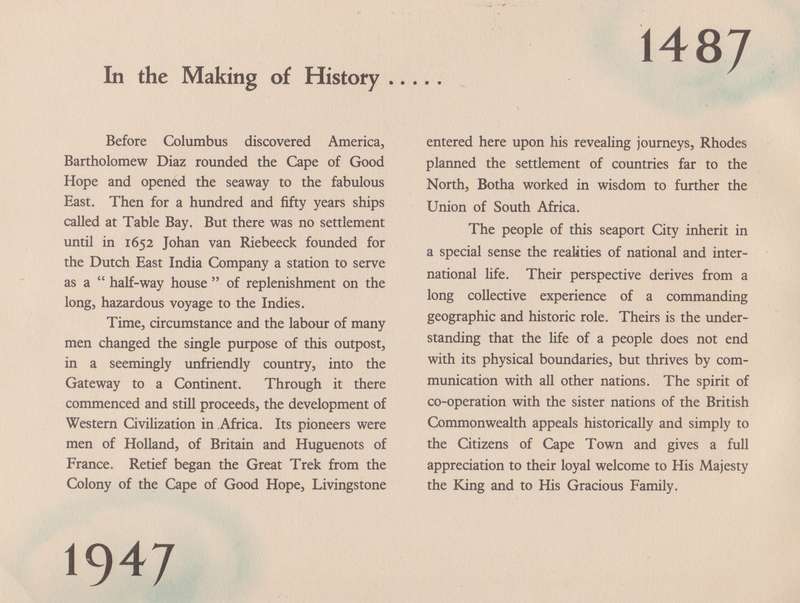 1487
In the Making of History . . . . .
Before Columbus discovered America,
Bartholomew Diaz rounded the Cape of Good
Hope and opened the seaway to the fabulous
East. Then for a hundred and fifty years ships
called at Table Bay. But there was no settlement
until in 1652 Johan van Riebeeck founded for
the Dutch East India Company a station to serve
as a “ half-way house ” of replenishment on the
long, hazardous voyage to the Indies.
Time, circumstance and the labour of many
men changed the single purpose of this outpost,
in a seemingly unfriendly country, into the
Gateway to a Continent. Through it there
commenced and still proceeds, the development of
Western Civilization in Africa. Its pioneers were
men of Holland, of Britain and Huguenots of
France. Retief began the Great Trek from the
Colony of the Cape of Good Hope, Livingstone
entered here upon his revealing journeys, Rhodes
planned the settlement of countries far to the
North, Botha worked in wisdom to further the
Union of South Africa.
The people of this seaport City inherit in
a special sense the realities of national and inter-
national life. Their perspective derives from a
long collective experience of a commanding
geographic and historic role. Theirs is the under-
standing that the life of a people does not end
with its physical boundaries, but thrives by com-
munication with all other nations. The spirit of
co-operation with the sister nations of the British
Commonwealth appeals historically and simply to
the Citizens of Cape Town and gives a full
appreciation to their loyal welcome to His Majesty
the King and to His Gracious Family.
1947